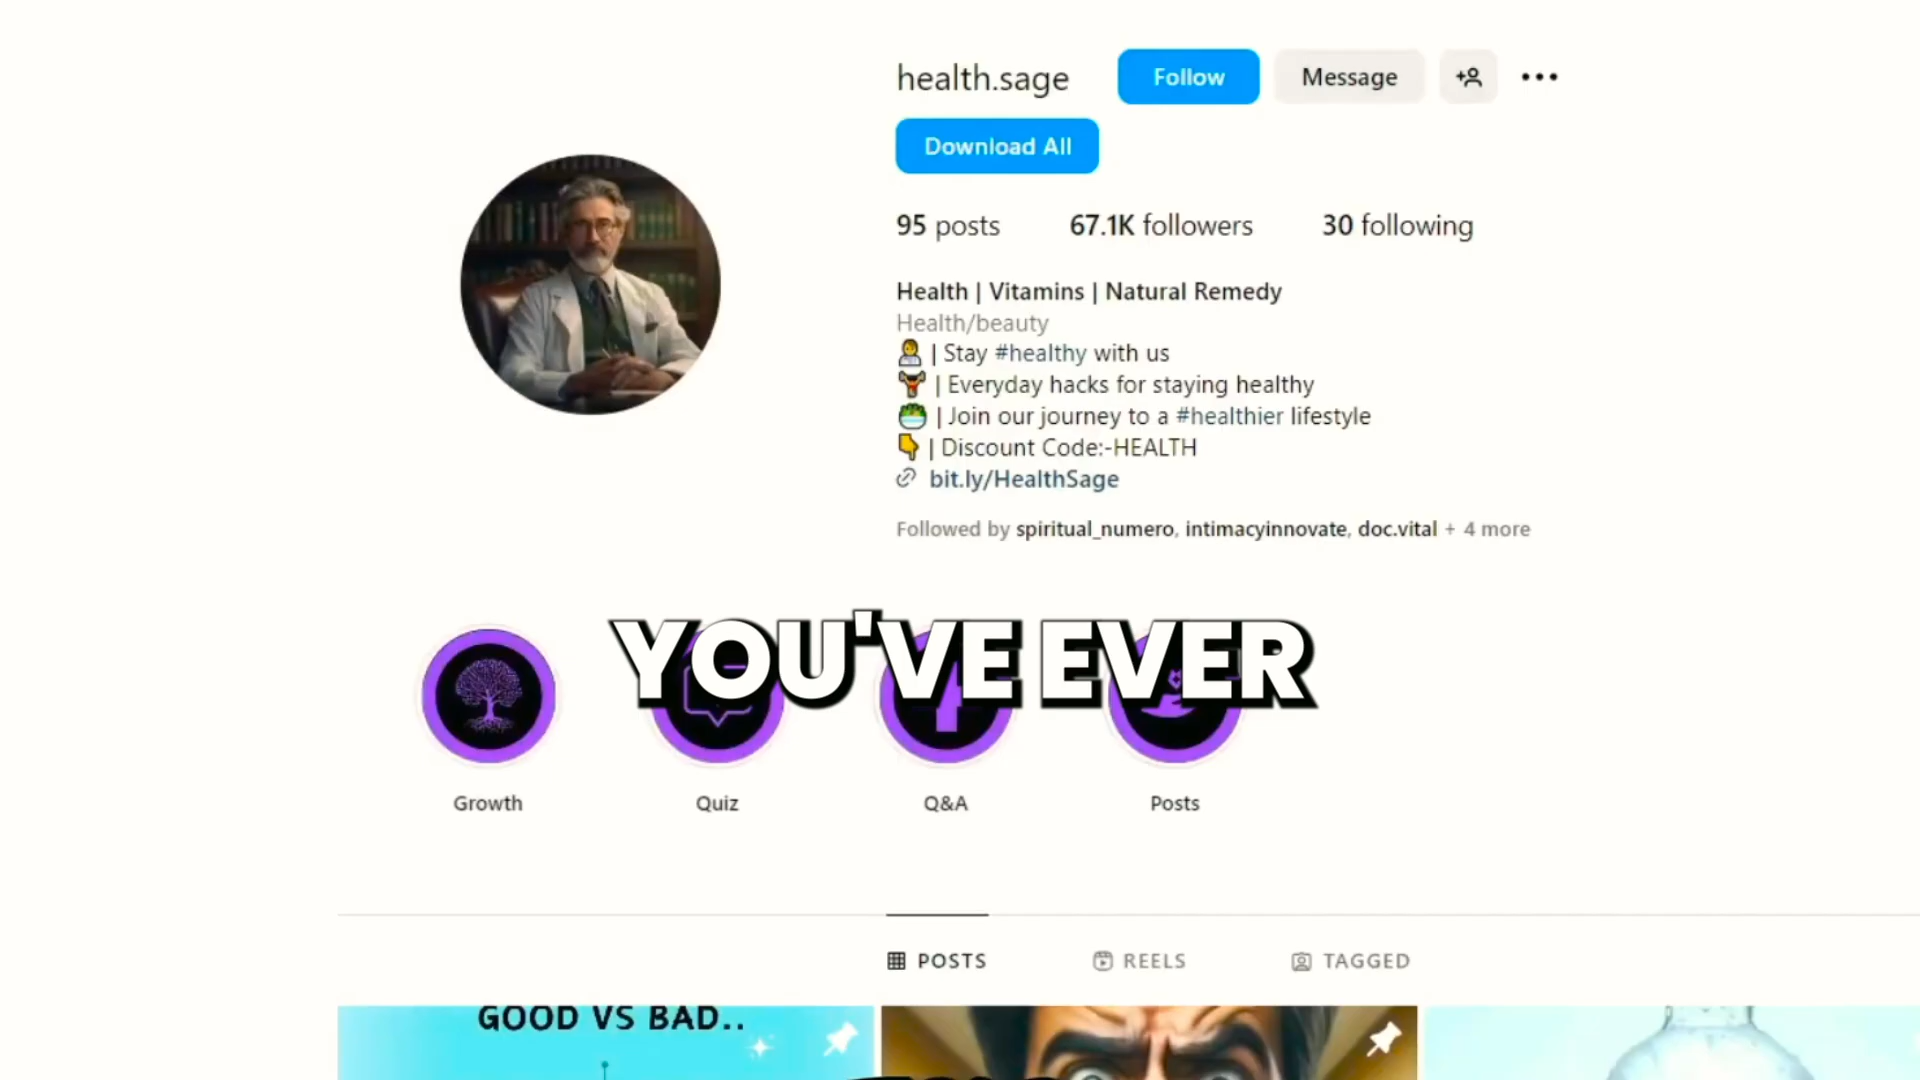 health.sage Follow Message
Download All
95 posts 67.1K followers 30 following
Health | Vitamins | Natural Remedy
Health/beauty
| Stay #healthy with us
| Everyday hacks for staying healthy
| Join our journey to a #healthier lifestyle
| Discount Code:-HEALTH
bit.ly/HealthSage
Followed by spiritual_numero, intimacyinnovate, doc.vital + 4 more
YOU'VE EVER
Growth Quiz Q&A Posts
POSTS REELS TAGGED
GOOD VS BAD..